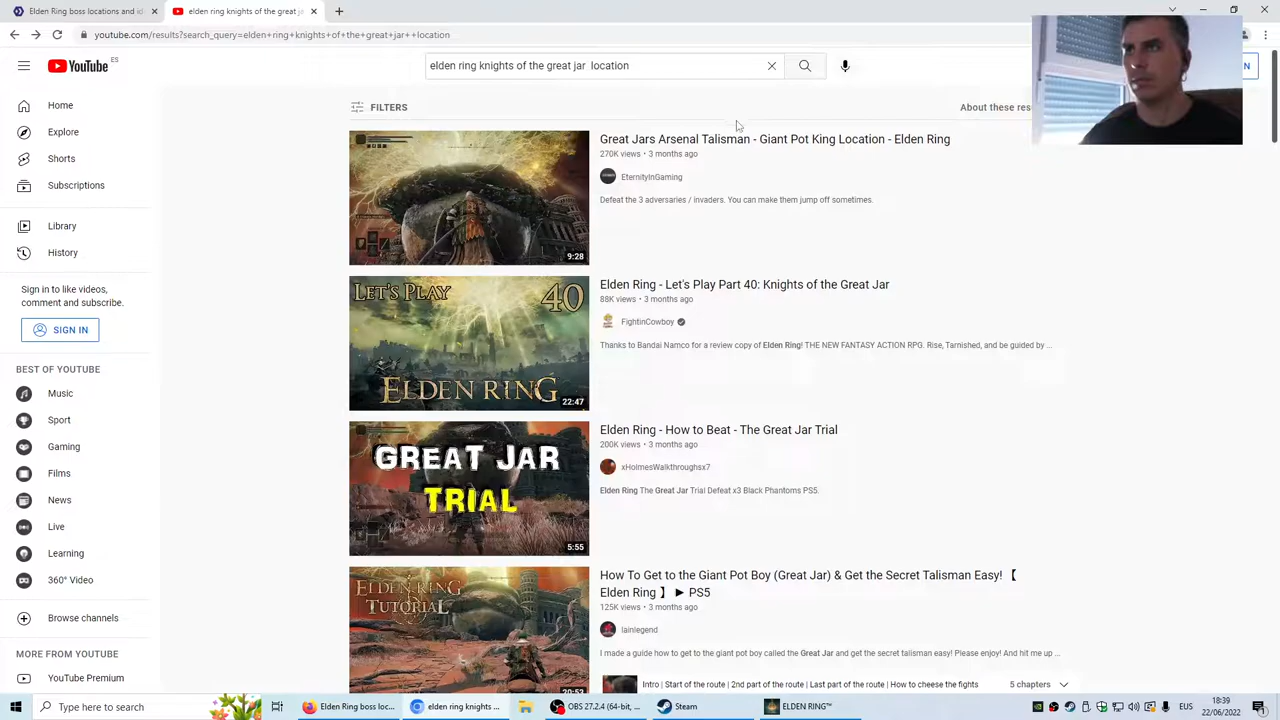 Elden Ring boss locations and id
elden ring knights of the great ja
youtube.com/results?search_query=elden+ring+knights+of+the+great+jar++location
YouTube ES
elden ring knights of the great jar  location
FILTERS
About these res
Home
Explore
Shorts
Subscriptions
Library
History
Sign in to like videos,
comment and subscribe.
SIGN IN
BEST OF YOUTUBE
Music
Sport
Gaming
Films
News
Live
Learning
360° Video
Browse channels
MORE FROM YOUTUBE
YouTube Premium
9:28
Great Jars Arsenal Talisman - Giant Pot King Location - Elden Ring
270K views • 3 months ago
EternityInGaming
Defeat the 3 adversaries / invaders. You can make them jump off sometimes.
LET'S PLAY 40
ELDEN RING
22:47
Elden Ring - Let's Play Part 40: Knights of the Great Jar
88K views • 3 months ago
FightinCowboy
Thanks to Bandai Namco for a review copy of Elden Ring! THE NEW FANTASY ACTION RPG. Rise, Tarnished, and be guided by ...
GREAT JAR
TRIAL
5:55
Elden Ring - How to Beat - The Great Jar Trial
200K views • 3 months ago
xHolmesWalkthroughsx7
Elden Ring The Great Jar Trial Defeat x3 Black Phantoms PS5.
ELDEN RING
TUTORIAL
20:53
How To Get to the Giant Pot Boy (Great Jar) & Get the Secret Talisman Easy! 【
Elden Ring 】 ► PS5
125K views • 3 months ago
I made a guide how to get to the giant pot boy called the Great Jar and get the secret talisman easy! Please enjoy! And hit me up ...
Intro | Start of the route | 2nd part of the route | Last part of the route | How to cheese the fights
5 chapters
Type here to search
Elden Ring boss loc...
elden ring knights ...
OBS 27.2.4 (64-bit, ...
Steam
ELDEN RING™
EUS
18:39
22/06/2022